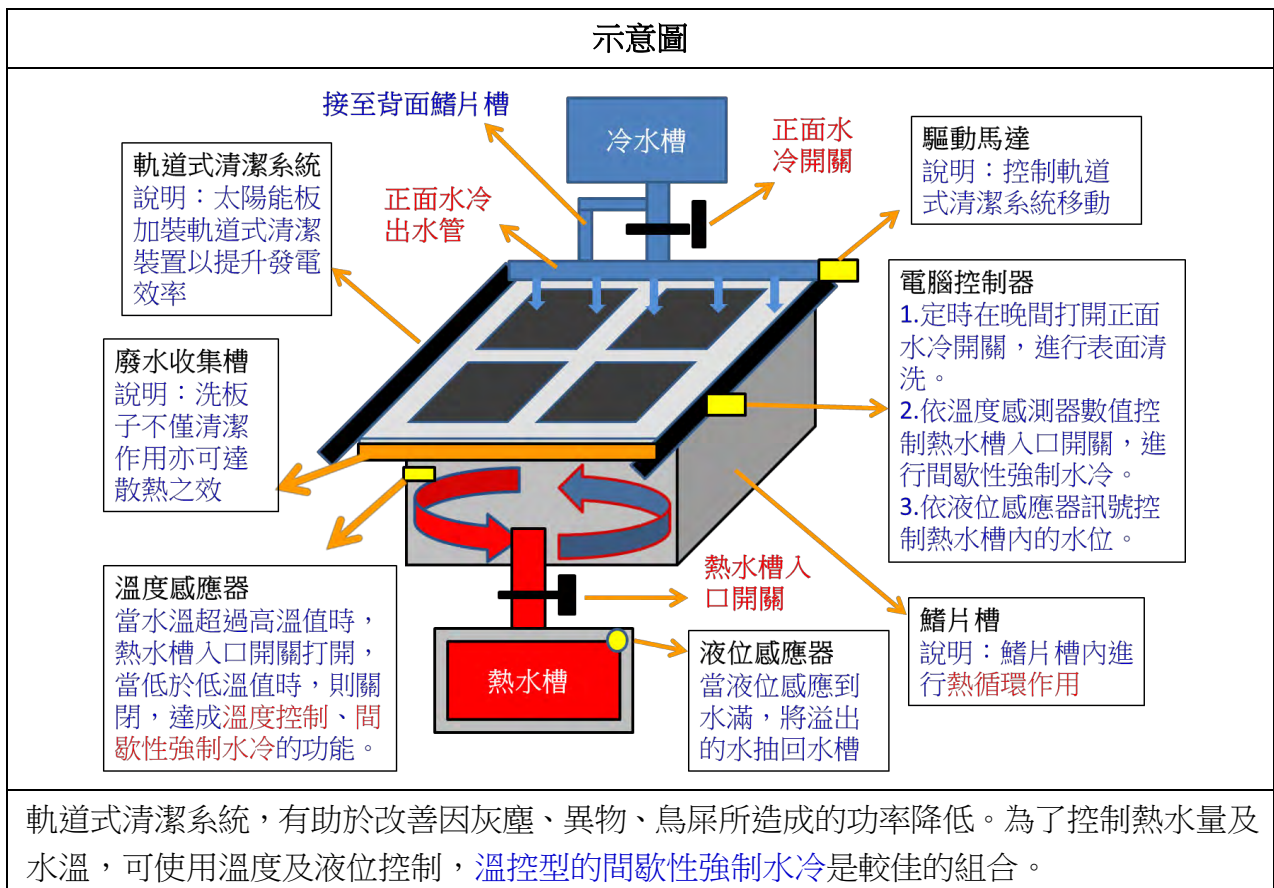 示意圖
接至背面鰭片槽
冷水槽
正面水
冷開關
驅動馬達
說明：控制軌道
式清潔系統移動
軌道式清潔系統
說明：太陽能板
加裝軌道式清潔
裝置以提升發電
效率
正面水冷
出水管
電腦控制器
1.定時在晚間打開正面
水冷開關，進行表面清
洗。
2.依溫度感測器數值控
制熱水槽入口開關，進
行間歇性強制水冷。
3.依液位感應器訊號控
制熱水槽內的水位。
廢水收集槽
說明：洗板
子不僅清潔
作用亦可達
散熱之效
溫度感應器
當水溫超過高溫值時，
熱水槽入口開關打開，
當低於低溫值時，則關
閉，達成溫度控制、間
歇性強制水冷的功能。
熱水槽入
口開關
熱水槽
液位感應器
當液位感應到
水滿，將溢出
的水抽回水槽
鰭片槽
說明：鰭片槽內進
行熱循環作用
軌道式清潔系統，有助於改善因灰塵、異物、鳥屎所造成的功率降低。為了控制熱水量及
水溫，可使用溫度及液位控制，溫控型的間歇性強制水冷是較佳的組合。